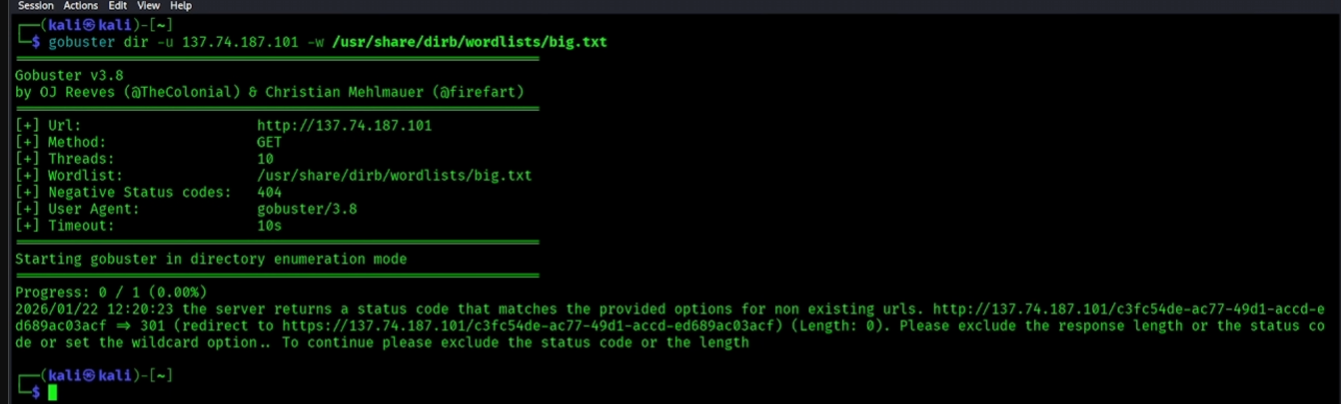 Session Actions Edit View Help
┌──(kali㉿kali)-[~]
└─$ gobuster dir -u 137.74.187.101 -w /usr/share/dirb/wordlists/big.txt
===============================================================
Gobuster v3.8
by OJ Reeves (@TheColonial) & Christian Mehlmauer (@firefart)
===============================================================
[+] Url: http://137.74.187.101
[+] Method: GET
[+] Threads: 10
[+] Wordlist: /usr/share/dirb/wordlists/big.txt
[+] Negative Status codes: 404
[+] User Agent: gobuster/3.8
[+] Timeout: 10s
===============================================================
Starting gobuster in directory enumeration mode
===============================================================
Progress: 0 / 1 (0.00%)
2026/01/22 12:20:23 the server returns a status code that matches the provided options for non existing urls. http://137.74.187.101/c3fc54de-ac77-49d1-accd-e
d689ac03acf => 301 (redirect to https://137.74.187.101/c3fc54de-ac77-49d1-accd-ed689ac03acf) (Length: 0). Please exclude the response length or the status co
de or set the wildcard option.. To continue please exclude the status code or the length
┌──(kali㉿kali)-[~]
└─$